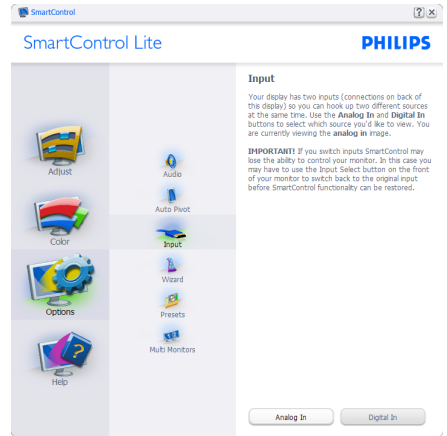 SmartControl
SmartControl Lite
PHILIPS
Adjust
Color
Options
Help
Audio
Auto Pivot
Input
Wizard
Presets
Multi Monitors
Input
Your display has two inputs (connections on back of
this display) so you can hook up two different sources
at the same time. Use the Analog In and Digital In
buttons to select which source you'd like to view. You
are currently viewing the analog in image.
IMPORTANT! If you switch inputs SmartControl may
lose the ability to control your monitor. In this case you
may have to use the Input Select button on the front
of your monitor to switch back to the original input
before SmartControl functionality can be restored.
Analog In
Digital In